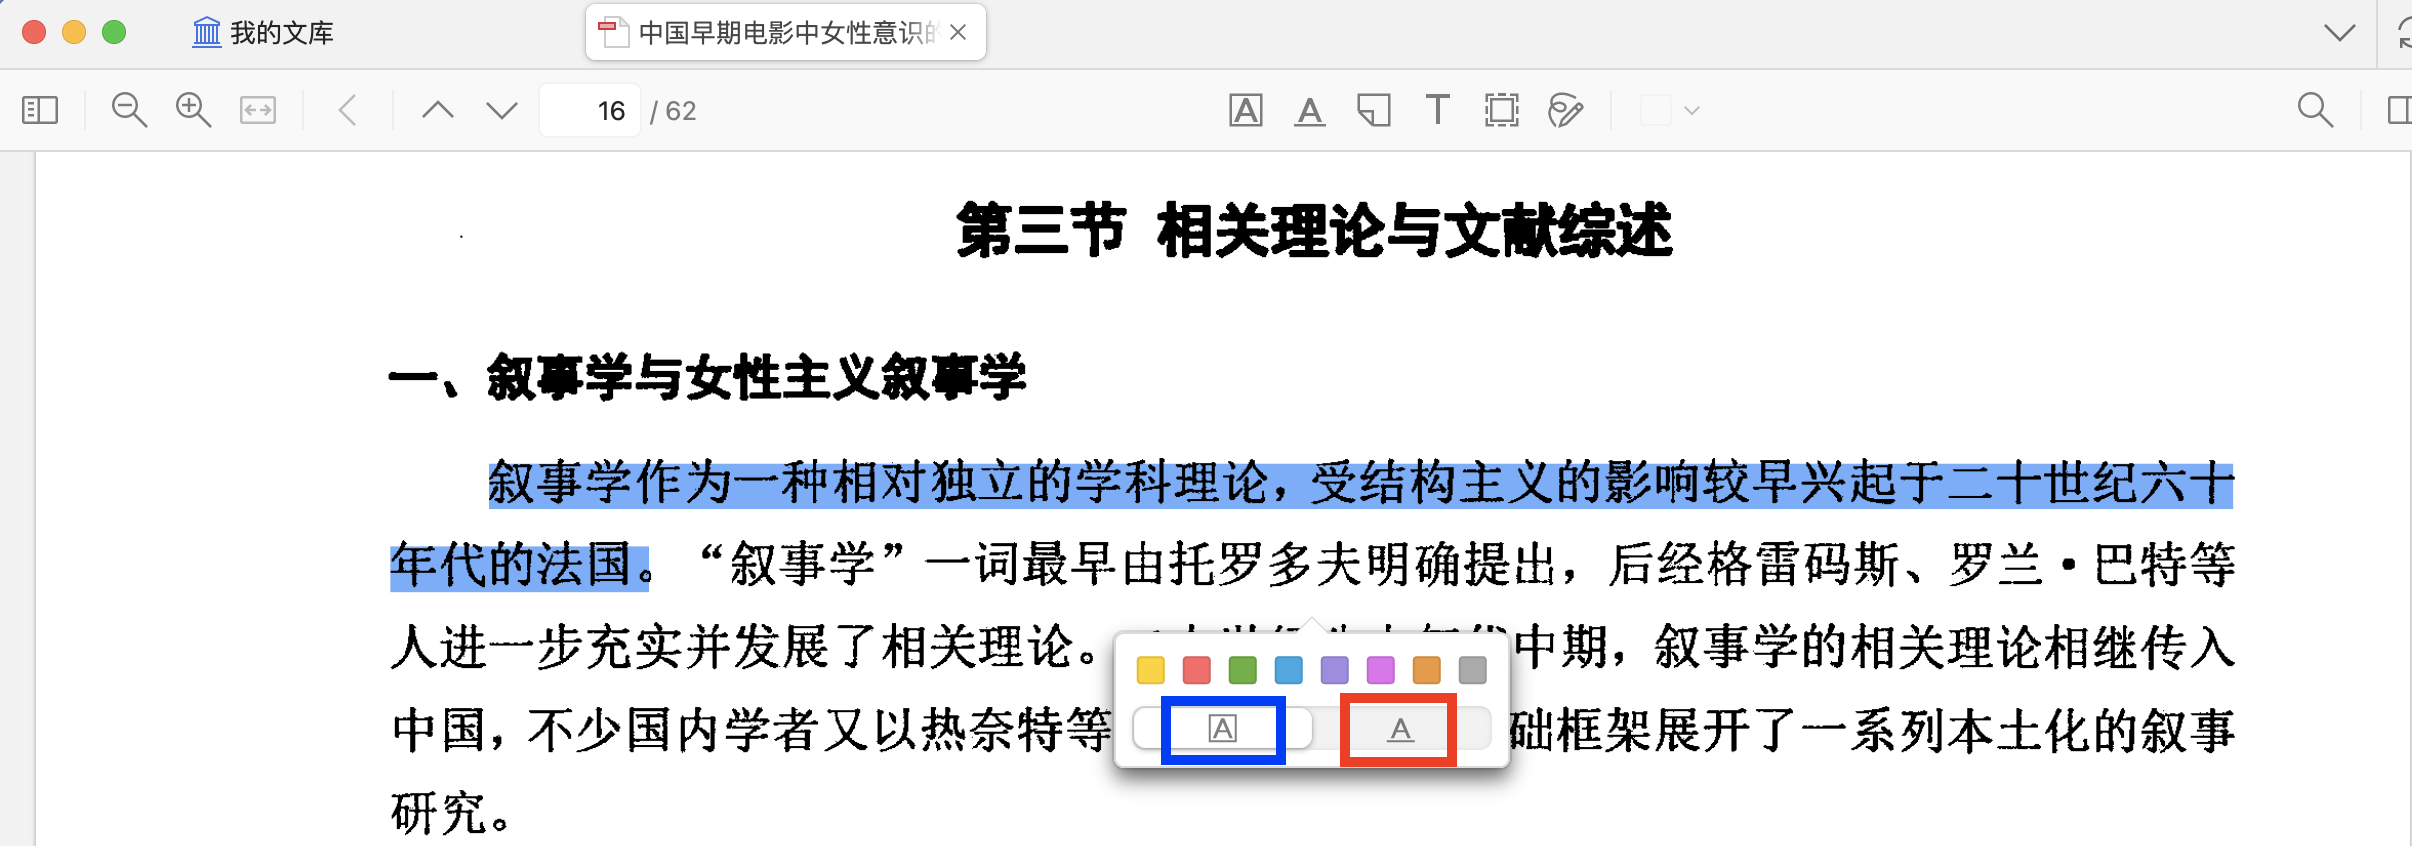 我的文库
中国早期电影中女性意识的
16 / 62
第三节 相关理论与文献综述
一、叙事学与女性主义叙事学
叙事学作为一种相对独立的学科理论，受结构主义的影响较早兴起于二十世纪六十
年代的法国。“叙事学”一词最早由托罗多夫明确提出，后经格雷码斯、罗兰·巴特等
人进一步充实并发展了相关理论。中期，叙事学的相关理论相继传入
中国，不少国内学者又以热奈特等础框架展开了一系列本土化的叙事
研究。